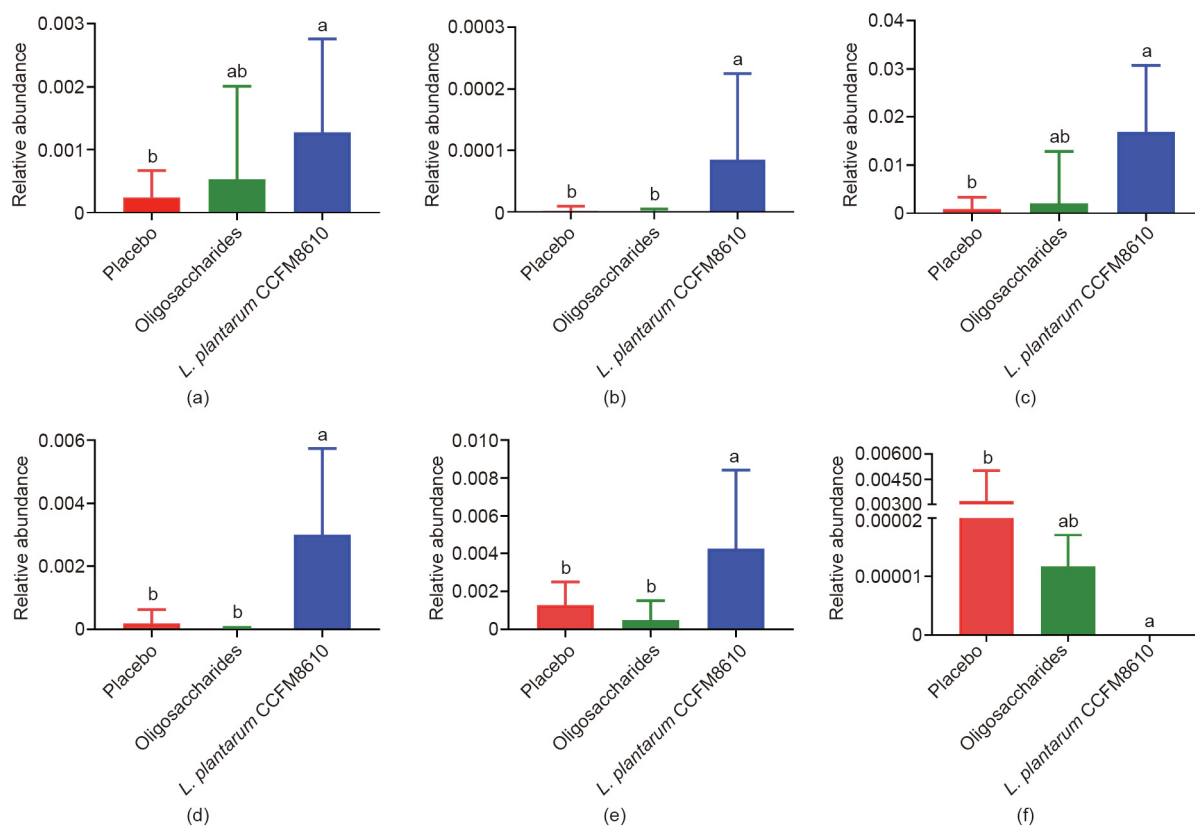 0.003
0.002
0.001
0
Relative abundance
b
ab
a
Placebo
Oligosaccharides
L. plantarum CCFM8610
(a)
0.0003
0.0002
0.0001
0
Relative abundance
b
b
a
Placebo
Oligosaccharides
L. plantarum CCFM8610
(b)
0.04
0.03
0.02
0.01
0
Relative abundance
b
ab
a
Placebo
Oligosaccharides
L. plantarum CCFM8610
(c)
0.006
0.004
0.002
0
Relative abundance
b
b
a
Placebo
Oligosaccharides
L. plantarum CCFM8610
(d)
0.010
0.008
0.006
0.004
0.002
0
Relative abundance
b
b
a
Placebo
Oligosaccharides
L. plantarum CCFM8610
(e)
0.00600
0.00450
0.00300
0.00002
0.00001
0
Relative abundance
b
ab
a
Placebo
Oligosaccharides
L. plantarum CCFM8610
(f)